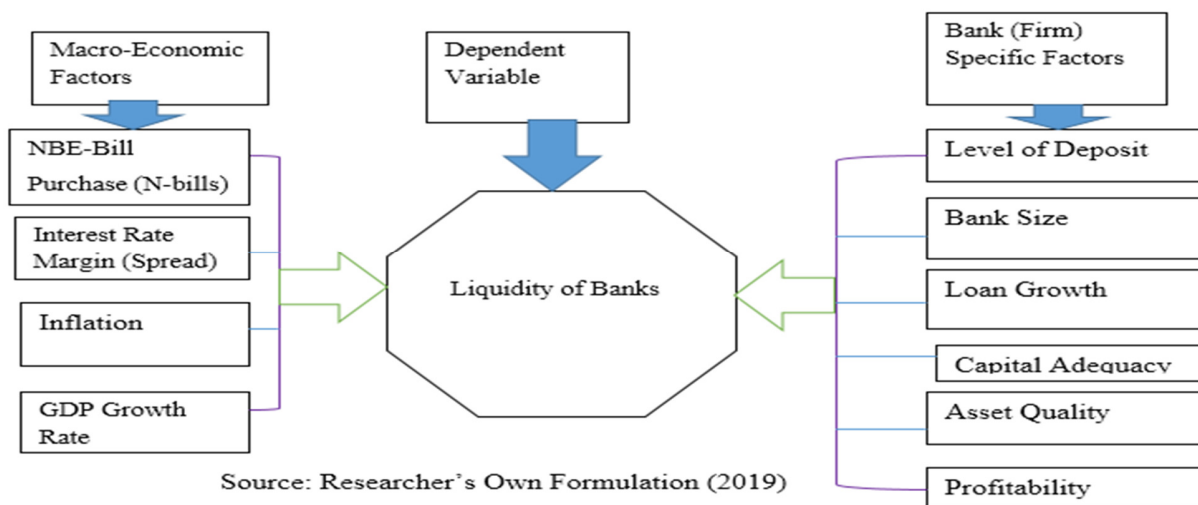 Macro-Economic
Factors
Dependent
Variable
Bank (Firm)
Specific Factors
NBE-Bill
Purchase (N-bills)
Interest Rate
Margin (Spread)
Inflation
GDP Growth
Rate
Liquidity of Banks
Level of Deposit
Bank Size
Loan Growth
Capital Adequacy
Asset Quality
Profitability
Source: Researcher's Own Formulation (2019)